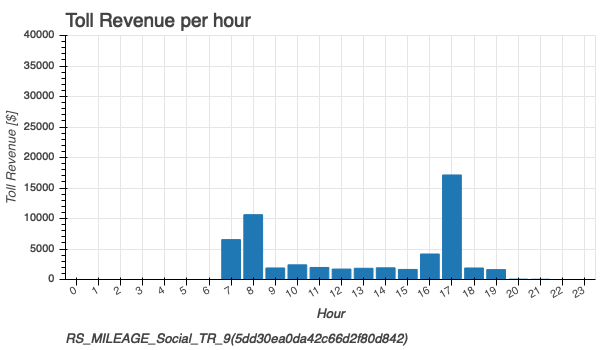 Toll Revenue per hour
40000
35000
30000
25000
20000
15000
10000
5000
0
Toll Revenue [$]
0 1 2 3 4 5 6 7 8 9 10 11 12 13 14 15 16 17 18 19 20 21 22 23
Hour
RS_MILEAGE_Social_TR_9(5dd30ea0da42c66d2f80d842)